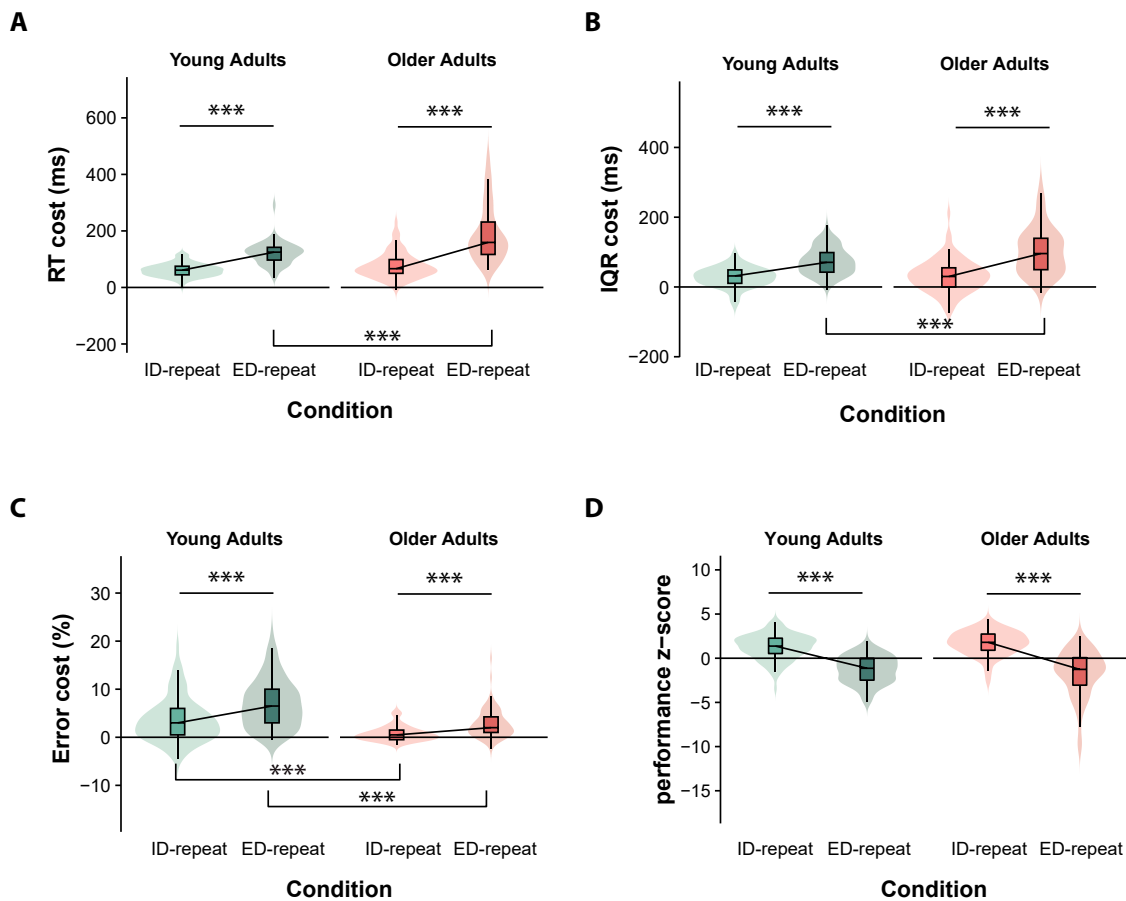 A
Young Adults Older Adults
*** ***
600
400
200
0
−200
RT cost (ms)
***
ID-repeat ED-repeat ID-repeat ED-repeat
Condition
B
Young Adults Older Adults
*** ***
400
200
0
−200
IQR cost (ms)
***
ID-repeat ED-repeat ID-repeat ED-repeat
Condition
C
Young Adults Older Adults
*** ***
30
20
10
0
−10
Error cost (%)
***
***
ID-repeat ED-repeat ID-repeat ED-repeat
Condition
D
Young Adults Older Adults
*** ***
10
5
0
−5
−10
−15
performance z−score
ID-repeat ED-repeat ID-repeat ED-repeat
Condition